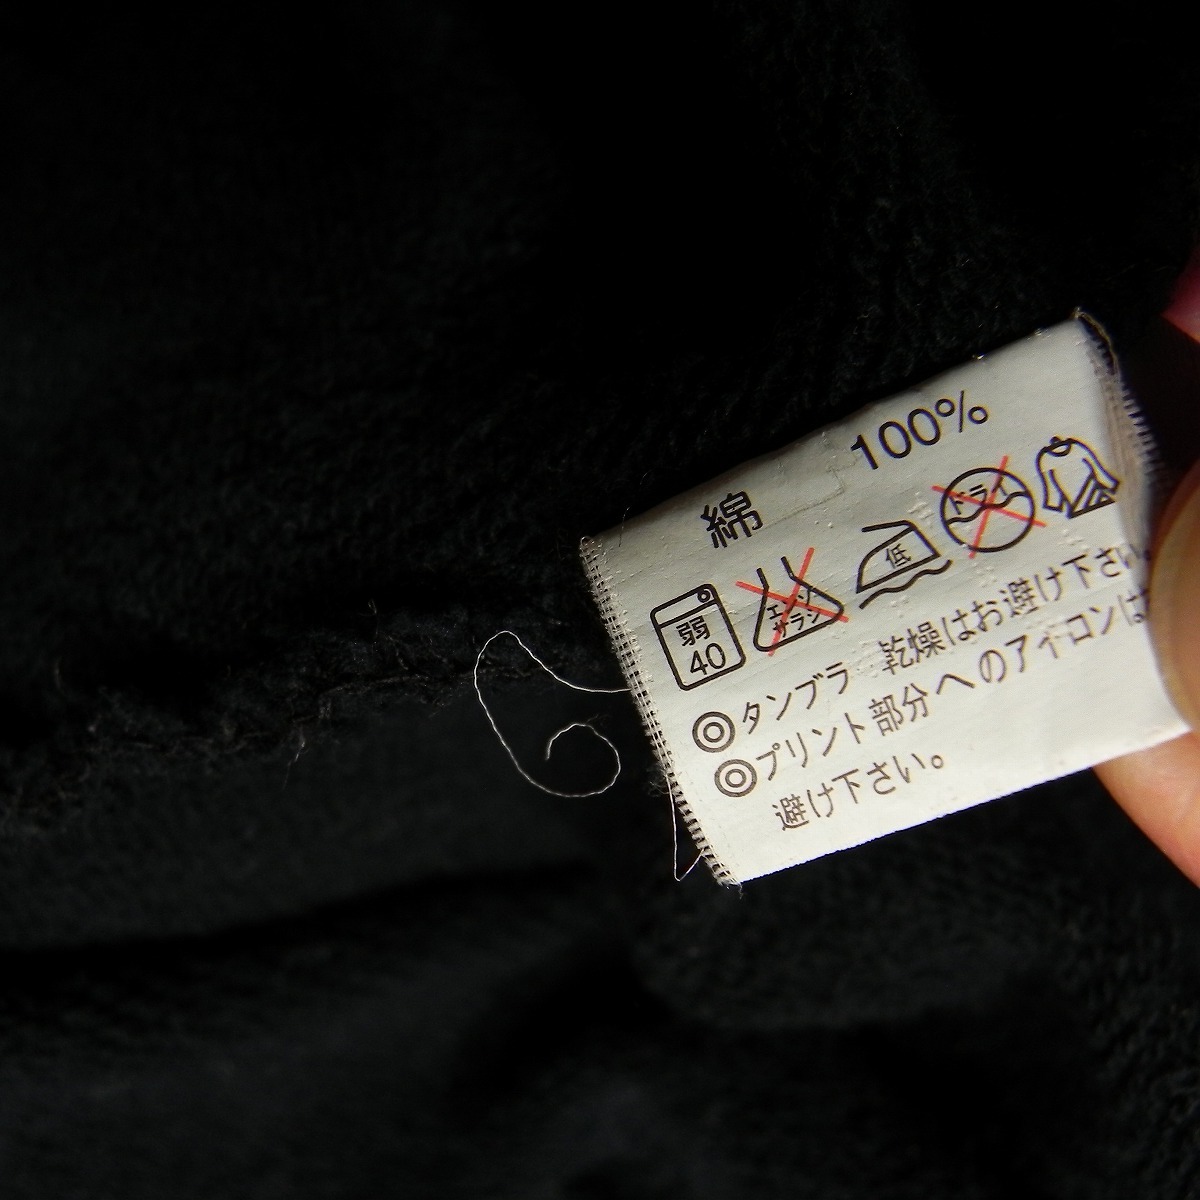 綿 100%
弱 40 エンソ サラシ 低 ドライ
◎タンブラ 乾燥はお避け下さい
◎プリント部分へのアイロンは
避け下さい。